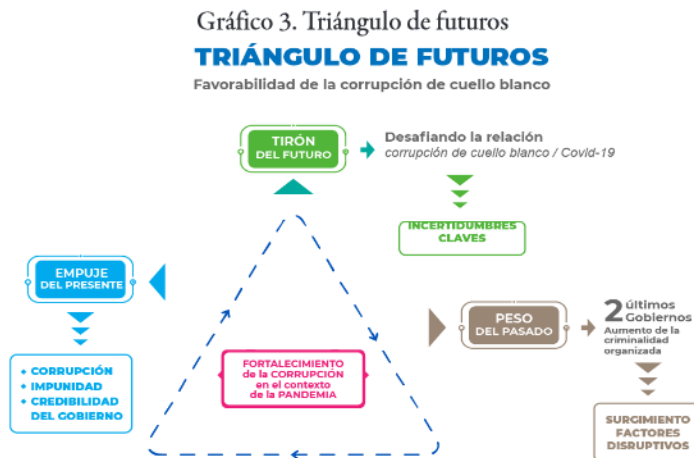 Gráfico 3. Triángulo de futuros
TRIÁNGULO DE FUTUROS
Favorabilidad de la corrupción de cuello blanco
TIRÓN
DEL FUTURO
Desafiando la relación
corrupción de cuello blanco / Covid-19
INCERTIDUMBRES
CLAVES
EMPUJE
DEL PRESENTE
• CORRUPCIÓN
• IMPUNIDAD
• CREDIBILIDAD
DEL GOBIERNO
FORTALECIMIENTO
de la CORRUPCIÓN
en el contexto
de la PANDEMIA
PESO
DEL PASADO
2 últimos
Gobiernos
Aumento de la
criminalidad
organizada
SURGIMIENTO
FACTORES
DISRUPTIVOS